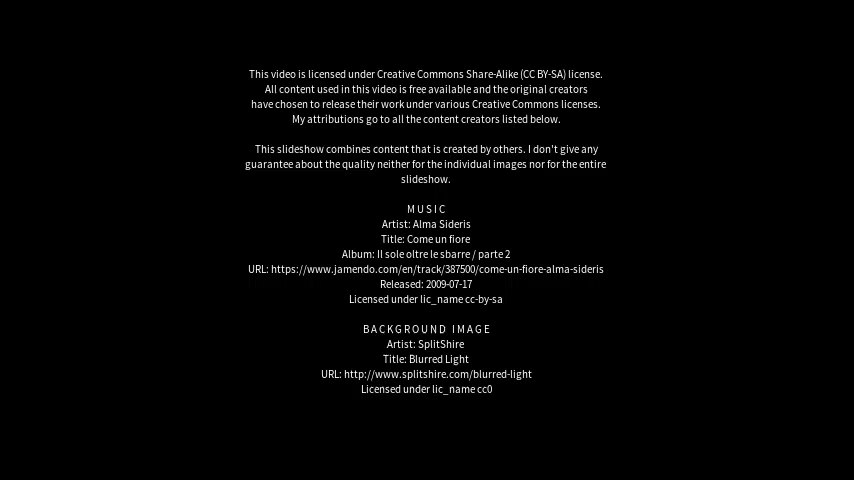 This video is licensed under Creative Commons Share-Alike (CC BY-SA) license.
All content used in this video is free available and the original creators
have chosen to release their work under various Creative Commons licenses.
My attributions go to all the content creators listed below.
This slideshow combines content that is created by others. I don't give any
guarantee about the quality neither for the individual images nor for the entire
slideshow.
M U S I C
Artist: Alma Sideris
Title: Come un fiore
Album: Il sole oltre le sbarre / parte 2
URL: https://www.jamendo.com/en/track/387500/come-un-fiore-alma-sideris
Released: 2009-07-17
Licensed under lic_name cc-by-sa
B A C K G R O U N D   I M A G E
Artist: SplitShire
Title: Blurred Light
URL: http://www.splitshire.com/blurred-light
Licensed under lic_name cc0